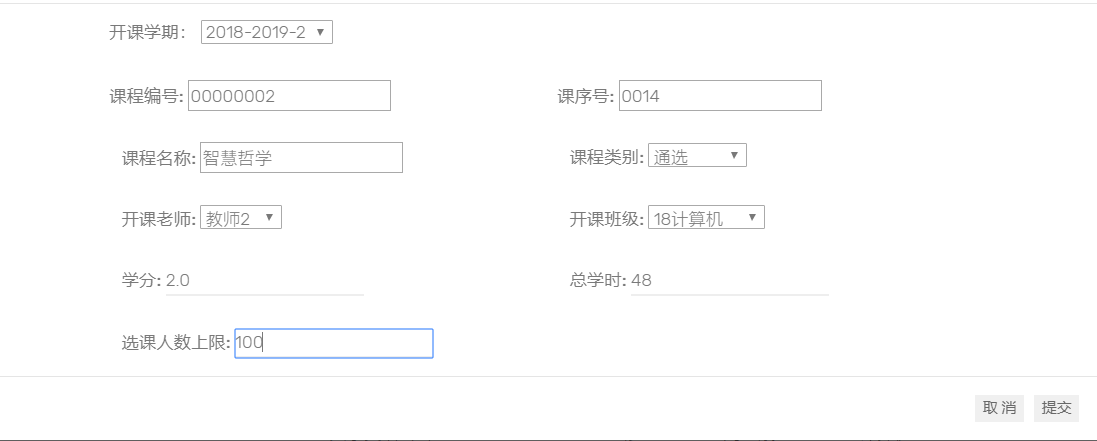 开课学期： 2018-2019-2
课程编号: 00000002 课序号: 0014
课程名称: 智慧哲学 课程类别: 通选
开课老师: 教师2 开课班级: 18计算机
学分: 2.0 总学时: 48
选课人数上限: 100
取 消 提交